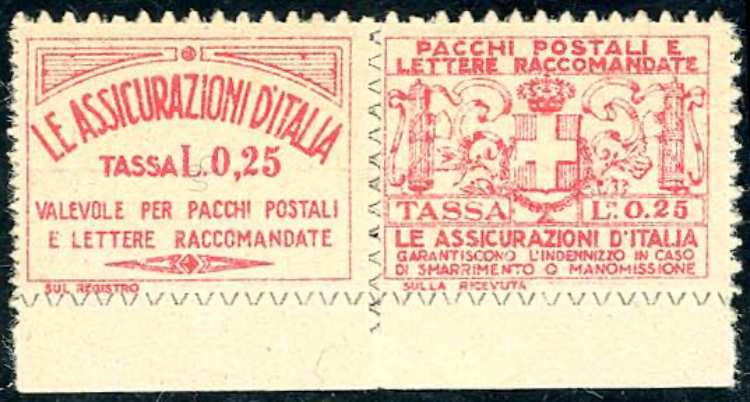 LE ASSICURAZIONI D'ITALIA
TASSA L.0,25
VALEVOLE PER PACCHI POSTALI
E LETTERE RACCOMANDATE
SUL REGISTRO
PACCHI POSTALI E
LETTERE RACCOMANDATE
TASSA Lr. 0.25
LE ASSICURAZIONI D'ITALIA
GARANTISCONO L'INDENNIZZO IN CASO
DI SMARRIMENTO O MANOMISSIONE
SULLA RICEVUTA